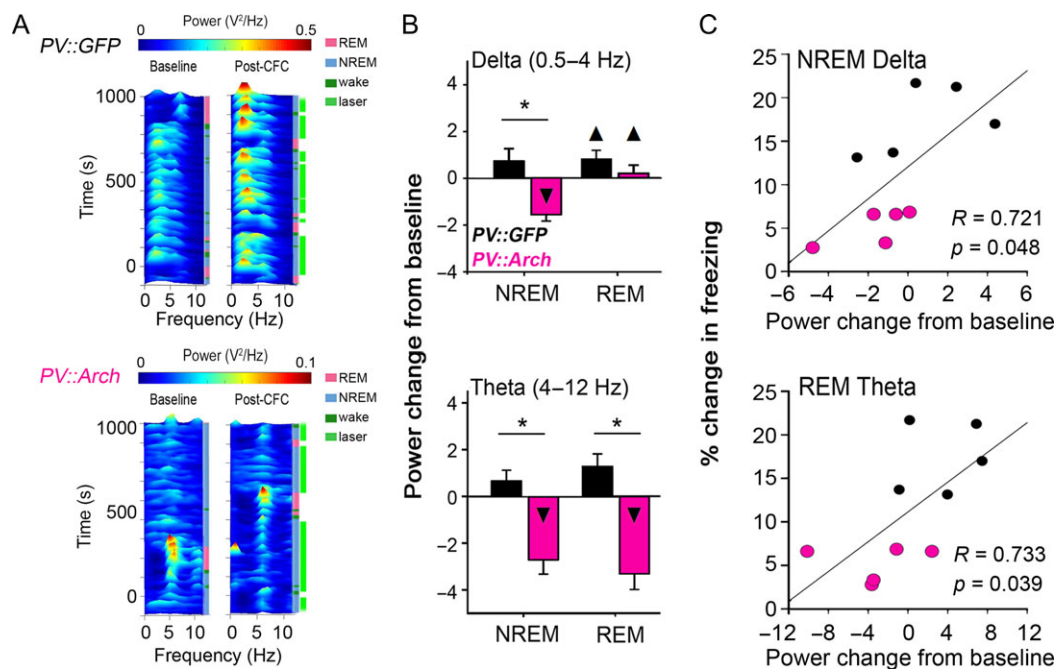 A
PV::GFP
0 Power (V²/Hz) 0.5
Baseline Post-CFC
REM
NREM
wake
laser
1000
500
0
Time (s)
0 5 10 0 5 10
Frequency (Hz)
PV::Arch
0 Power (V²/Hz) 0.1
Baseline Post-CFC
REM
NREM
wake
laser
1000
500
0
Time (s)
0 5 10 0 5 10
Frequency (Hz)
B
Power change from baseline
Delta (0.5–4 Hz)
4
2
0
−2
−4
*
PV::GFP
PV::Arch
NREM REM
Theta (4–12 Hz)
4
2
0
−2
−4
* *
NREM REM
C
% change in freezing
NREM Delta
25
20
15
10
5
0
R = 0.721
p = 0.048
−6 −4 −2 0 2 4 6
Power change from baseline
REM Theta
25
20
15
10
5
0
R = 0.733
p = 0.039
−12 −8 −4 0 4 8 12
Power change from baseline